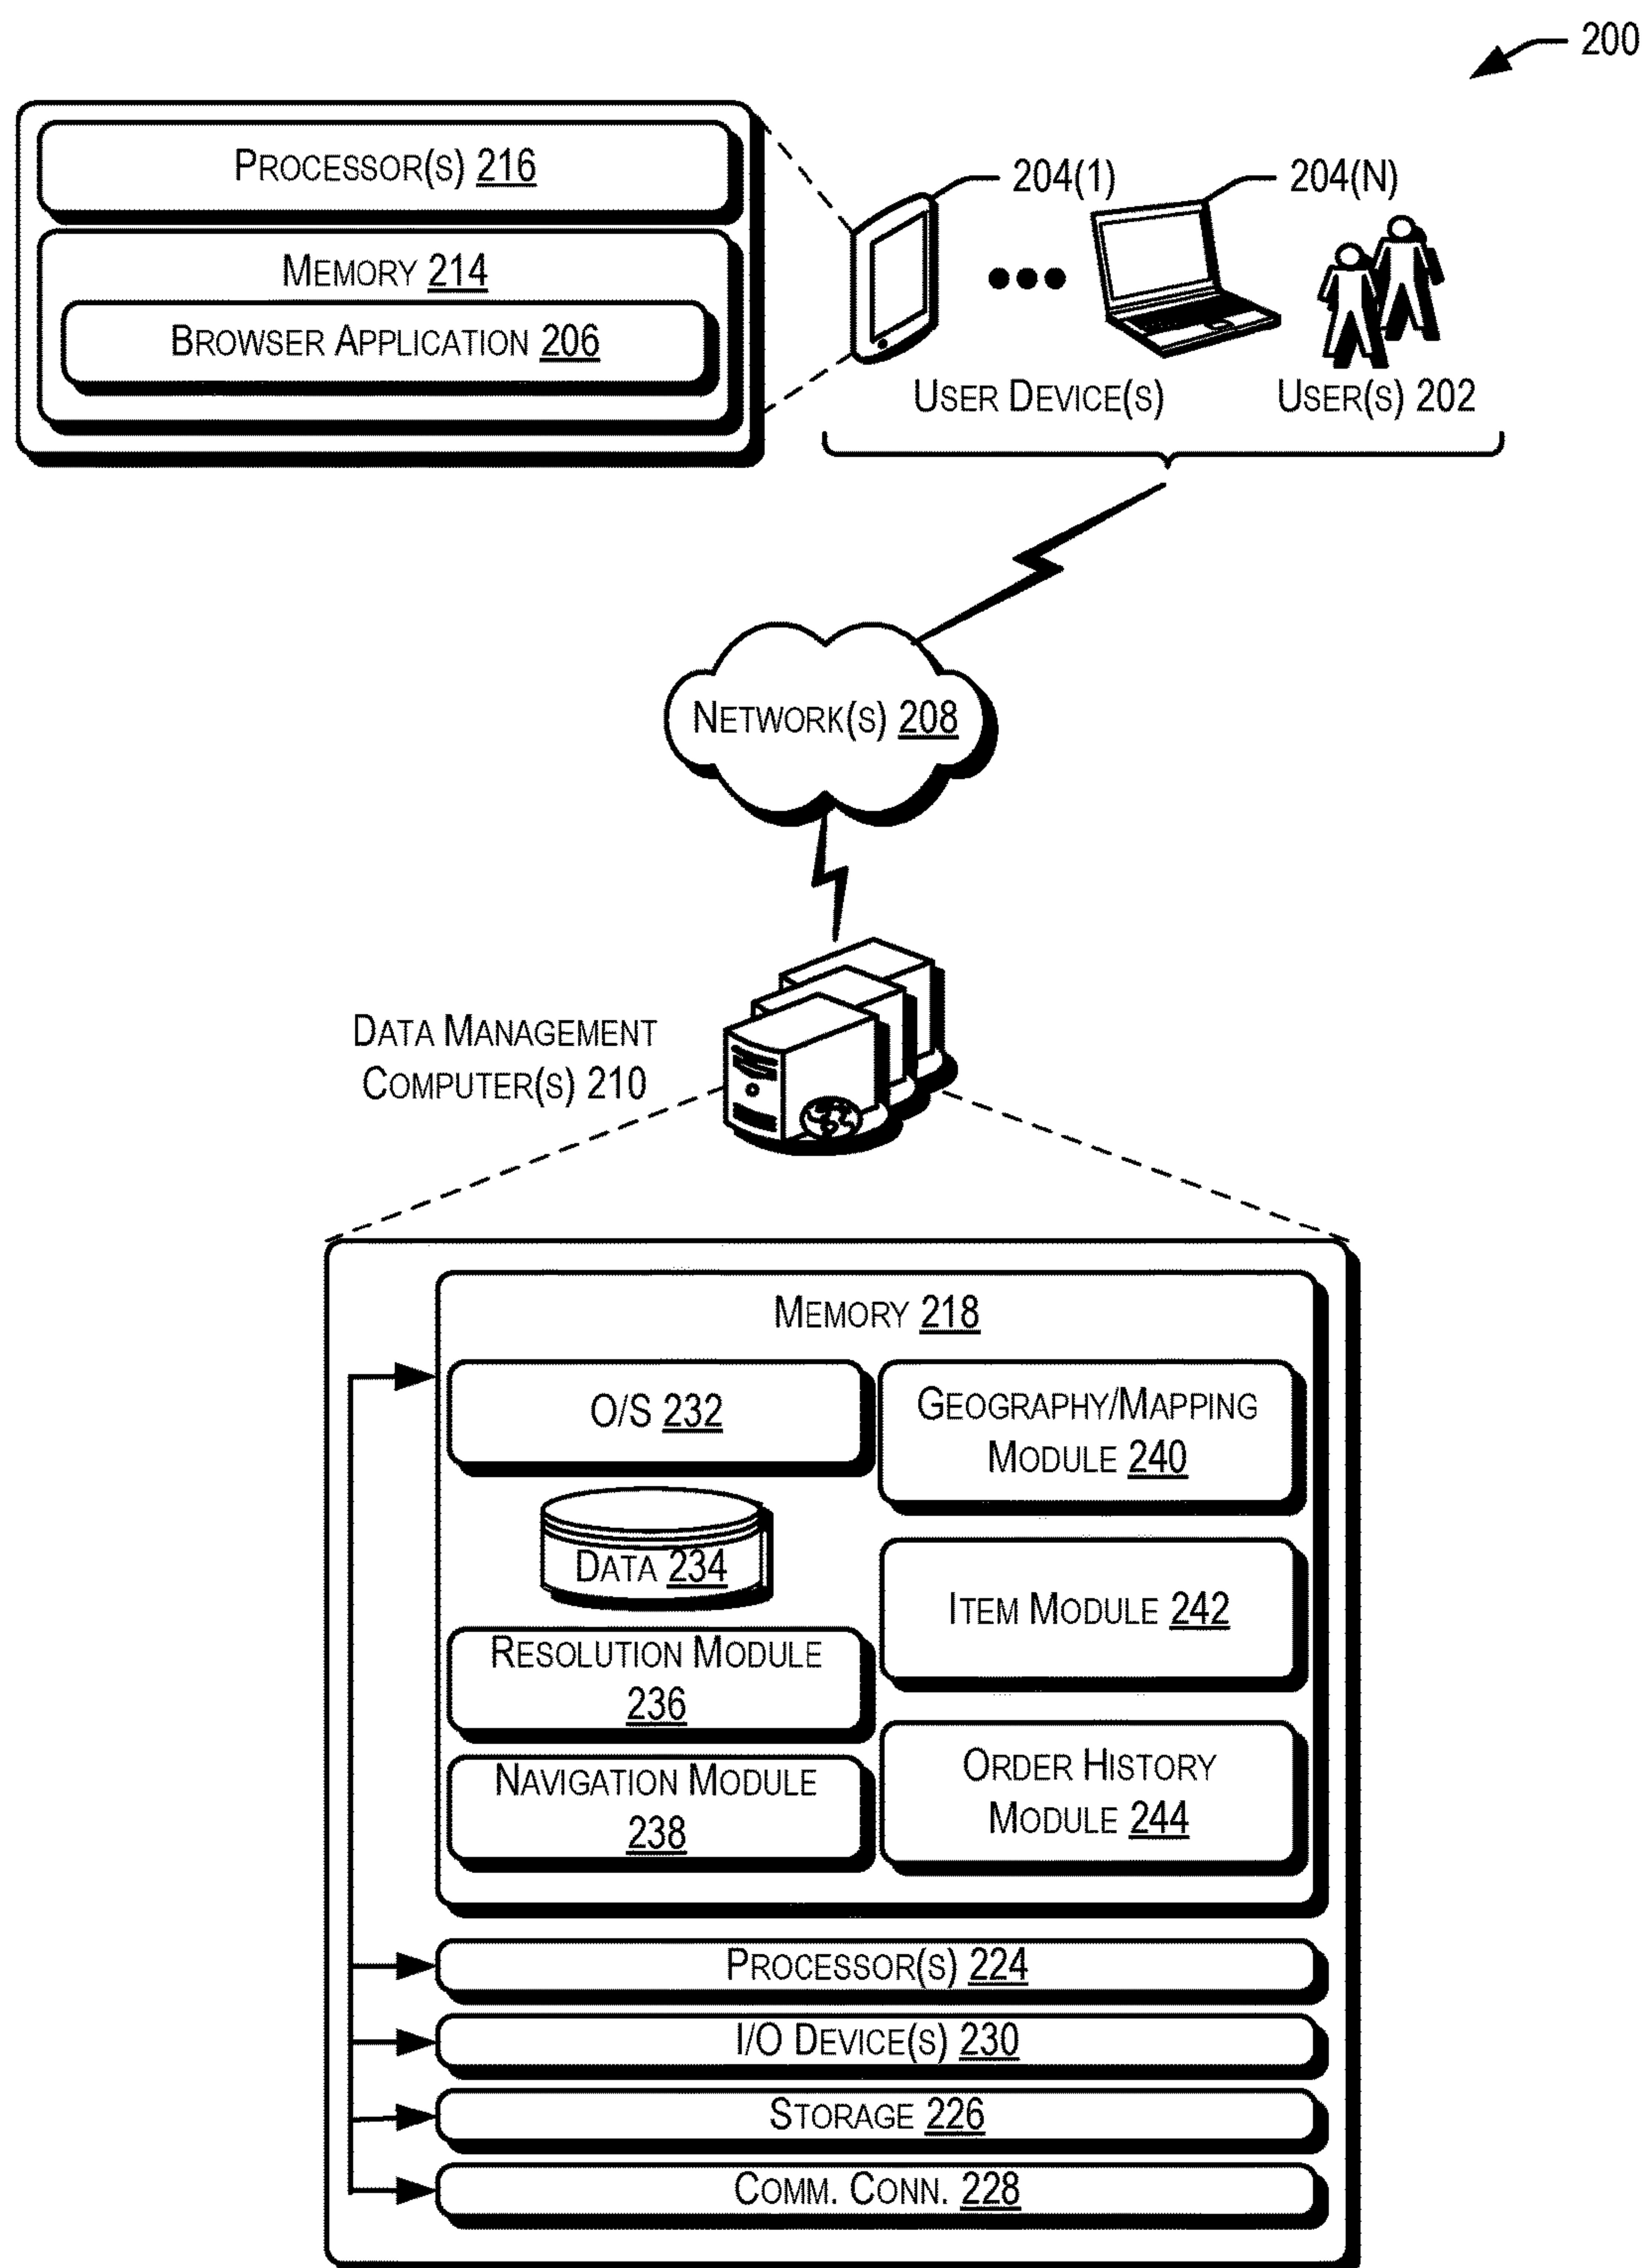 200
PROCESSOR(S) 216
MEMORY 214
BROWSER APPLICATION 206
204(1)
204(N)
USER DEVICE(S)
USER(S) 202
NETWORK(S) 208
DATA MANAGEMENT
COMPUTER(S) 210
MEMORY 218
O/S 232
DATA 234
RESOLUTION MODULE
236
NAVIGATION MODULE
238
GEOGRAPHY/MAPPING
MODULE 240
ITEM MODULE 242
ORDER HISTORY
MODULE 244
PROCESSOR(S) 224
I/O DEVICE(S) 230
STORAGE 226
COMM. CONN. 228